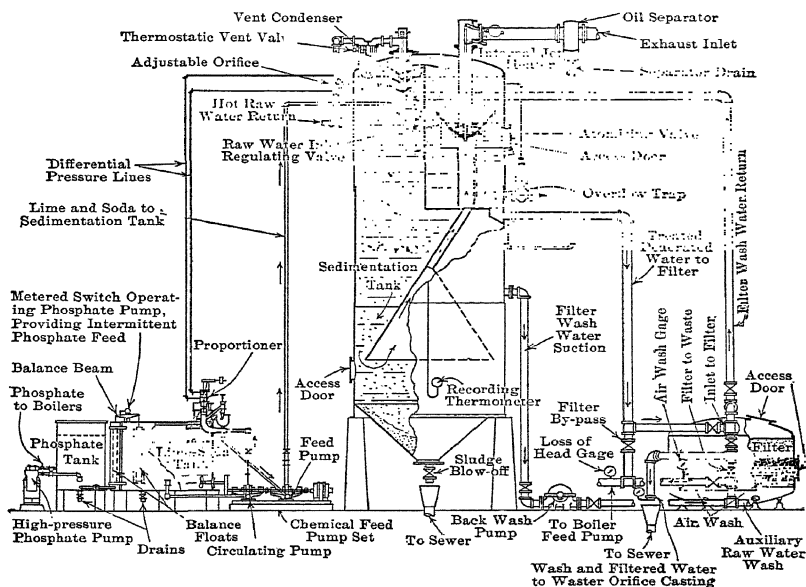 Vent Condenser
Thermostatic Vent Valv
Adjustable Orifice
Hot Raw
Water Return
Raw Water Inl
Regulating Valve
Differential
Pressure Lines
Lime and Soda to
Sedimentation Tank
Metered Switch Operat-
ing Phosphate Pump,
Providing Intermittent
Phosphate Feed
Proportioner
Balance Beam
Phosphate
to Boilers
Phosphate
Tank
Tank
High-pressure
Phosphate Pump
Drains
Balance
Floats
Circulating Pump
Chemical Feed
Pump Set
Feed
Pump
Oil Separator
Exhaust Inlet
Separator Drain
Valve
Access Door
Overflow Trap
Sedimentation
Tank
Access
Door
Recording
Thermometer
Sludge
Blow-off
To Sewer
Filter
Wash
Water
Suction
Treated
Water to
Filter
Filter Wash Water Return
Air Wash Gage
Filter to Waste
Inlet to Filter
Access
Door
Filter
Filter
By-pass
Loss of
Head Gage
Back Wash
Pump
To Boiler
Feed Pump
Air Wash
Auxiliary
Raw Water
Wash
To Sewer
Wash and Filtered Water
to Waster Orifice Casting